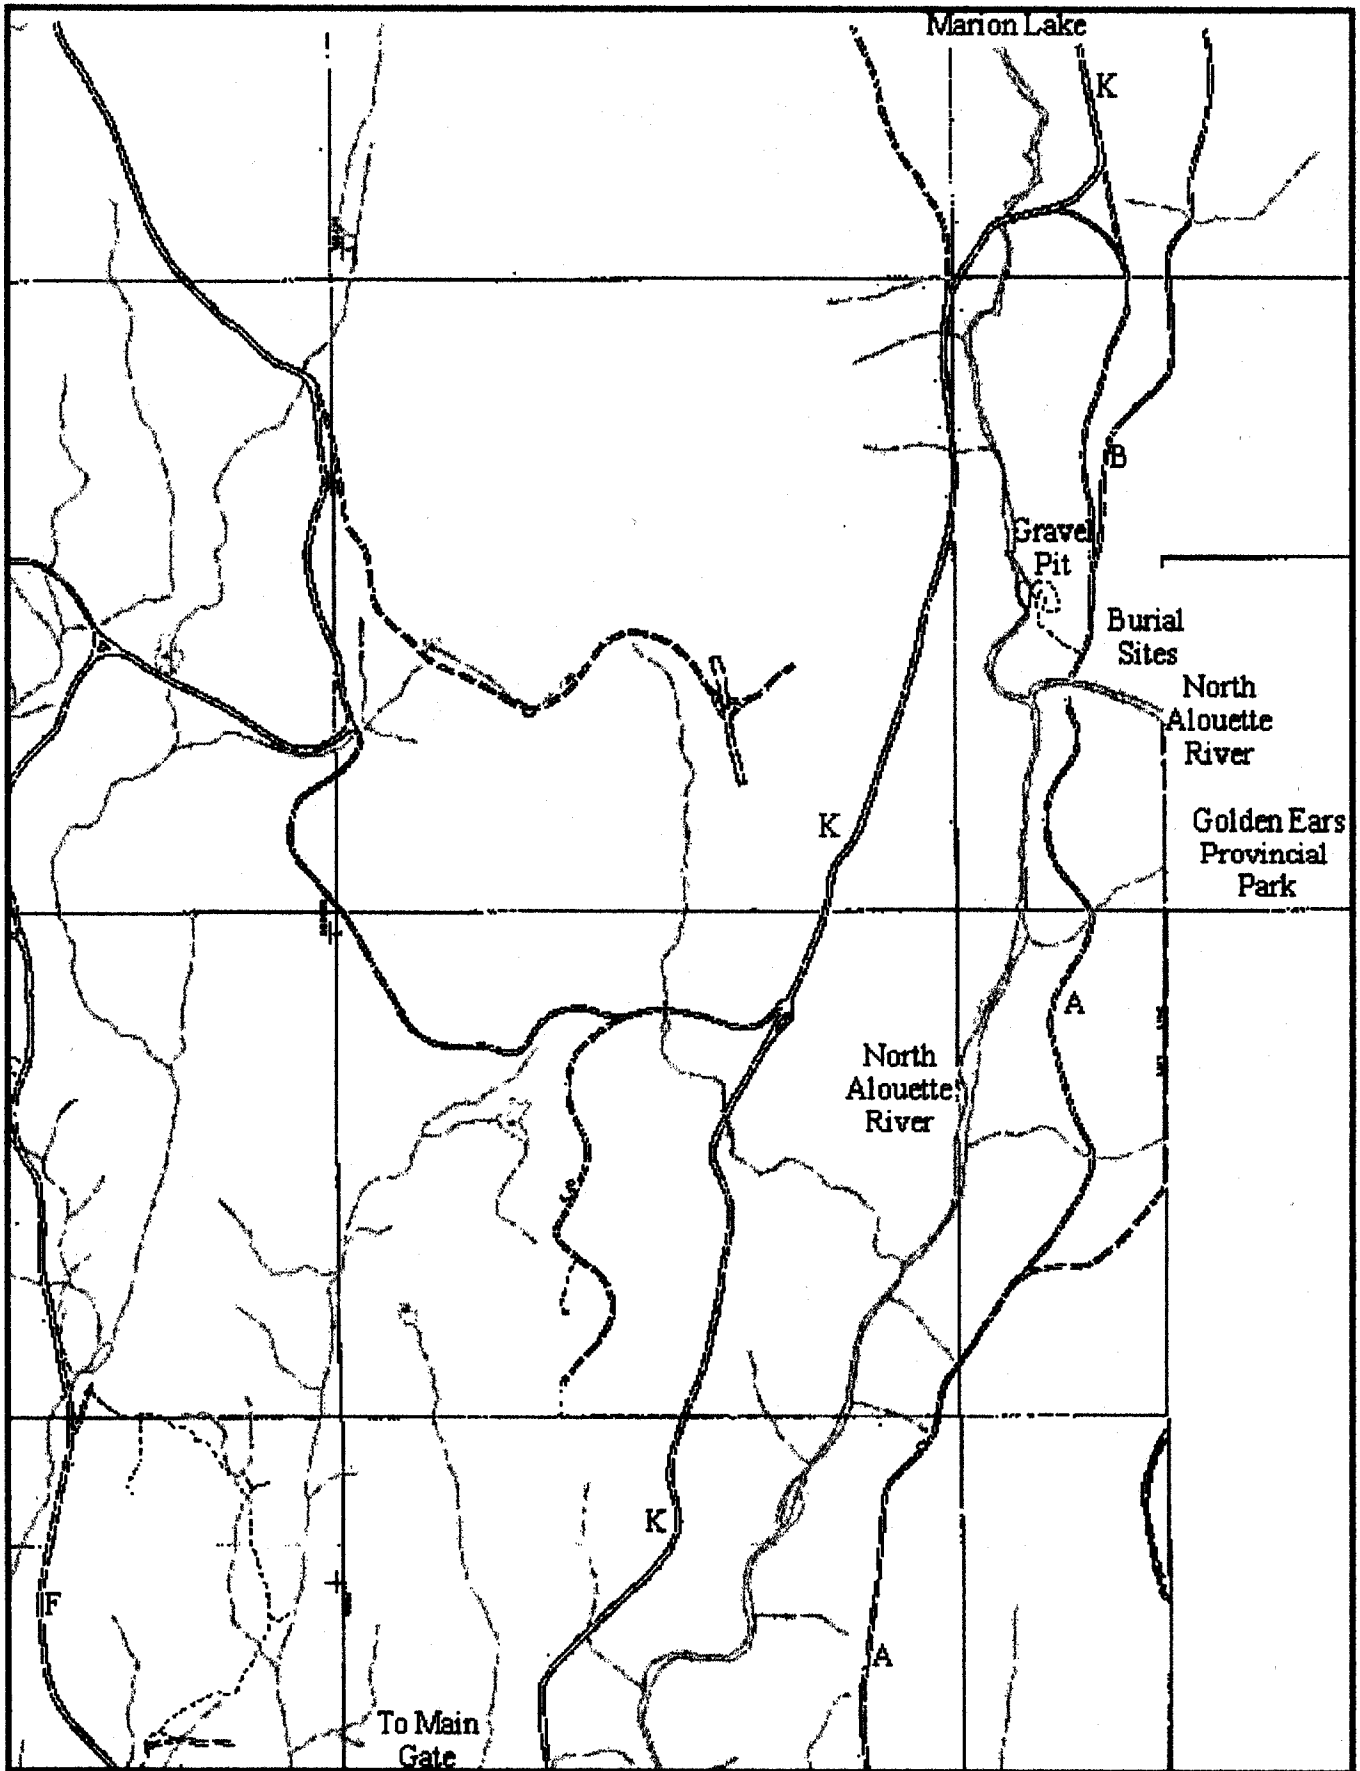 Marion Lake
K
B
Gravel
Pit
Burial
Sites
North
Alouette
River
K
Golden Ears
Provincial
Park
A
North
Alouette
River
K
F
A
To Main
Gate